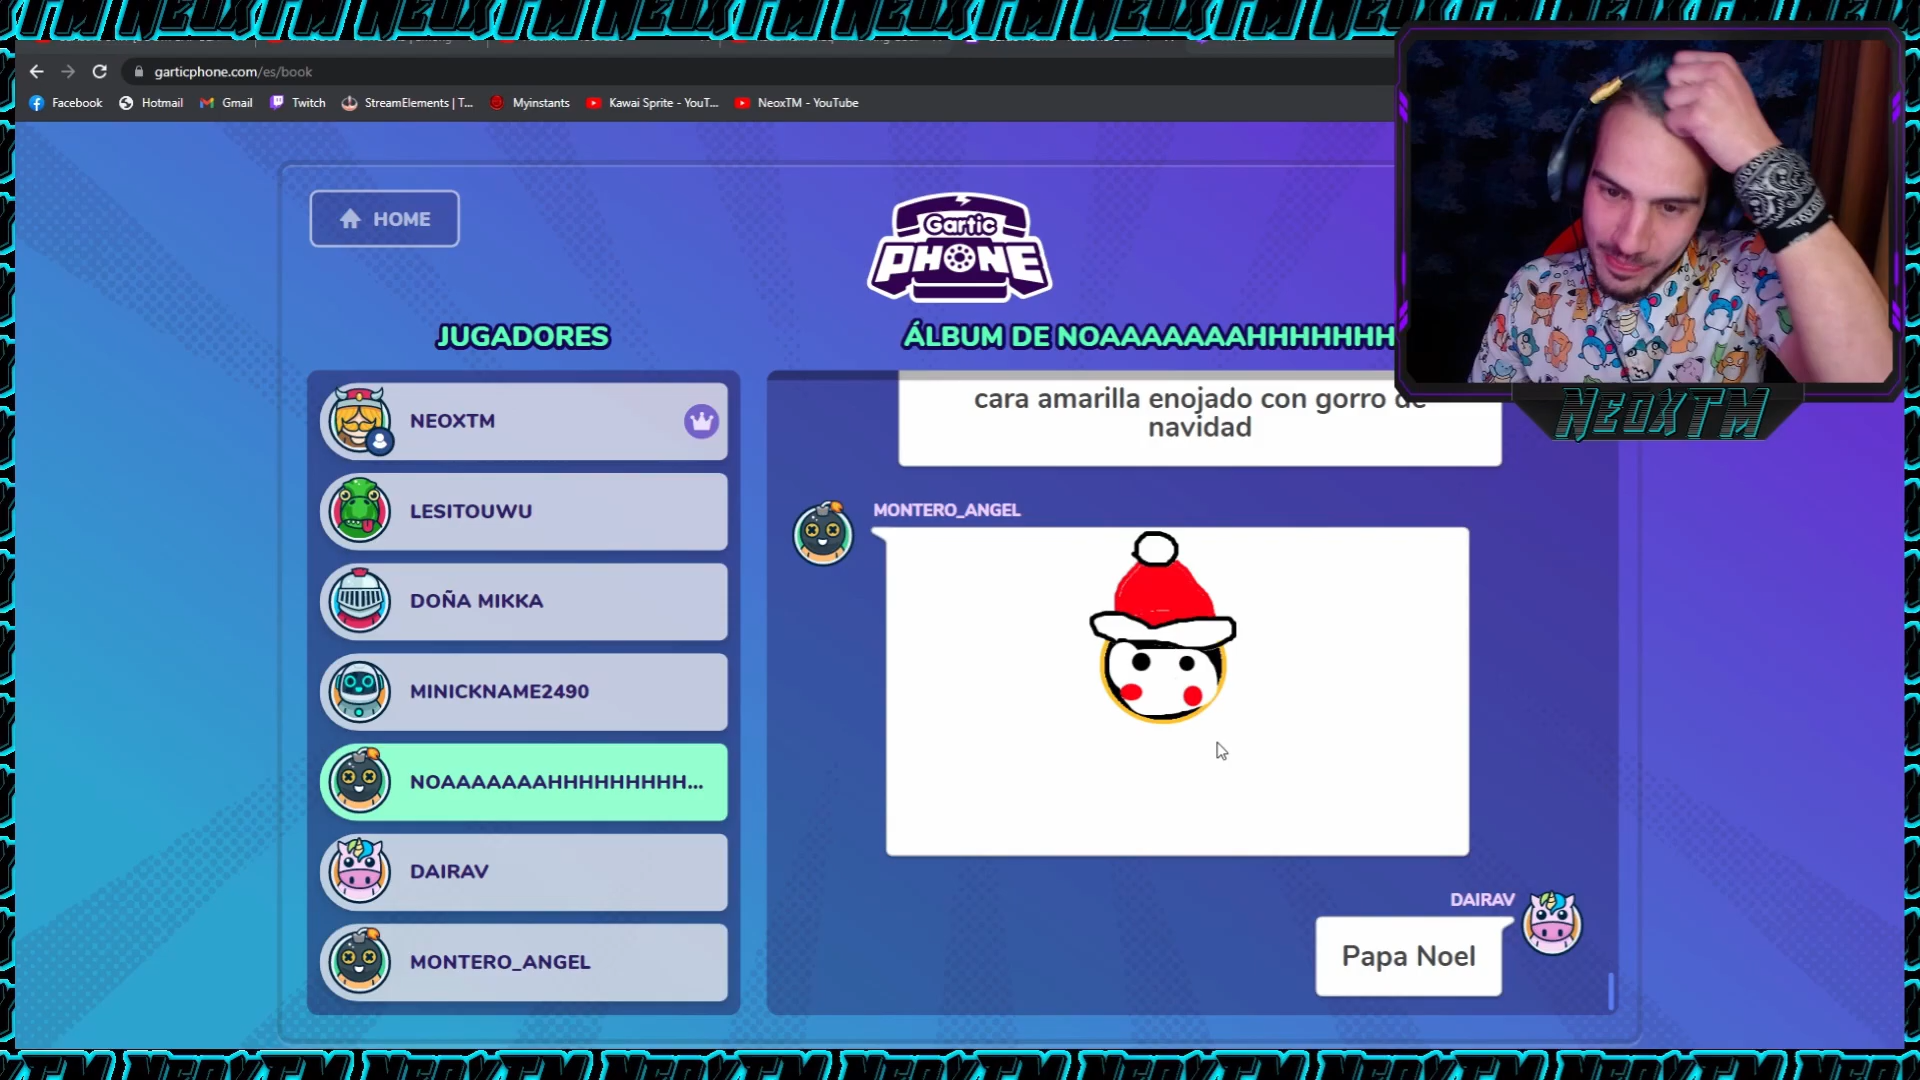 garticphone.com/es/book
Facebook Hotmail Gmail Twitch StreamElements | T... Myinstants Kawai Sprite - YouT... NeoxTM - YouTube
HOME
Gartic
PHONE
JUGADORES
ÁLBUM DE NOAAAAAAAHHHHHHH
NEOXTM
LESITOUWU
DOÑA MIKKA
MINICKNAME2490
NOAAAAAAAHHHHHHHHH...
DAIRAV
MONTERO_ANGEL
cara amarilla enojado con gorro de
navidad
MONTERO_ANGEL
DAIRAV
Papa Noel
NEOXTM